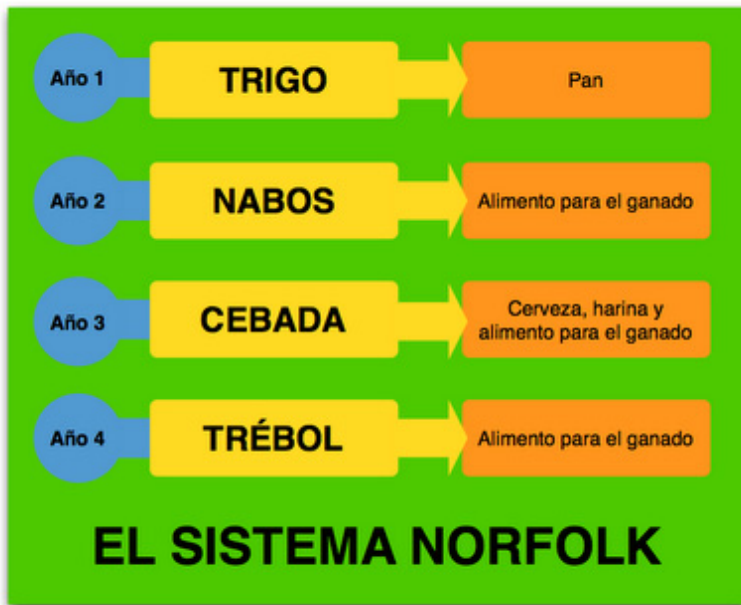 Año 1
TRIGO
Pan
Año 2
NABOS
Alimento para el ganado
Año 3
CEBADA
Cerveza, harina y
alimento para el ganado
Año 4
TRÉBOL
Alimento para el ganado
EL SISTEMA NORFOLK